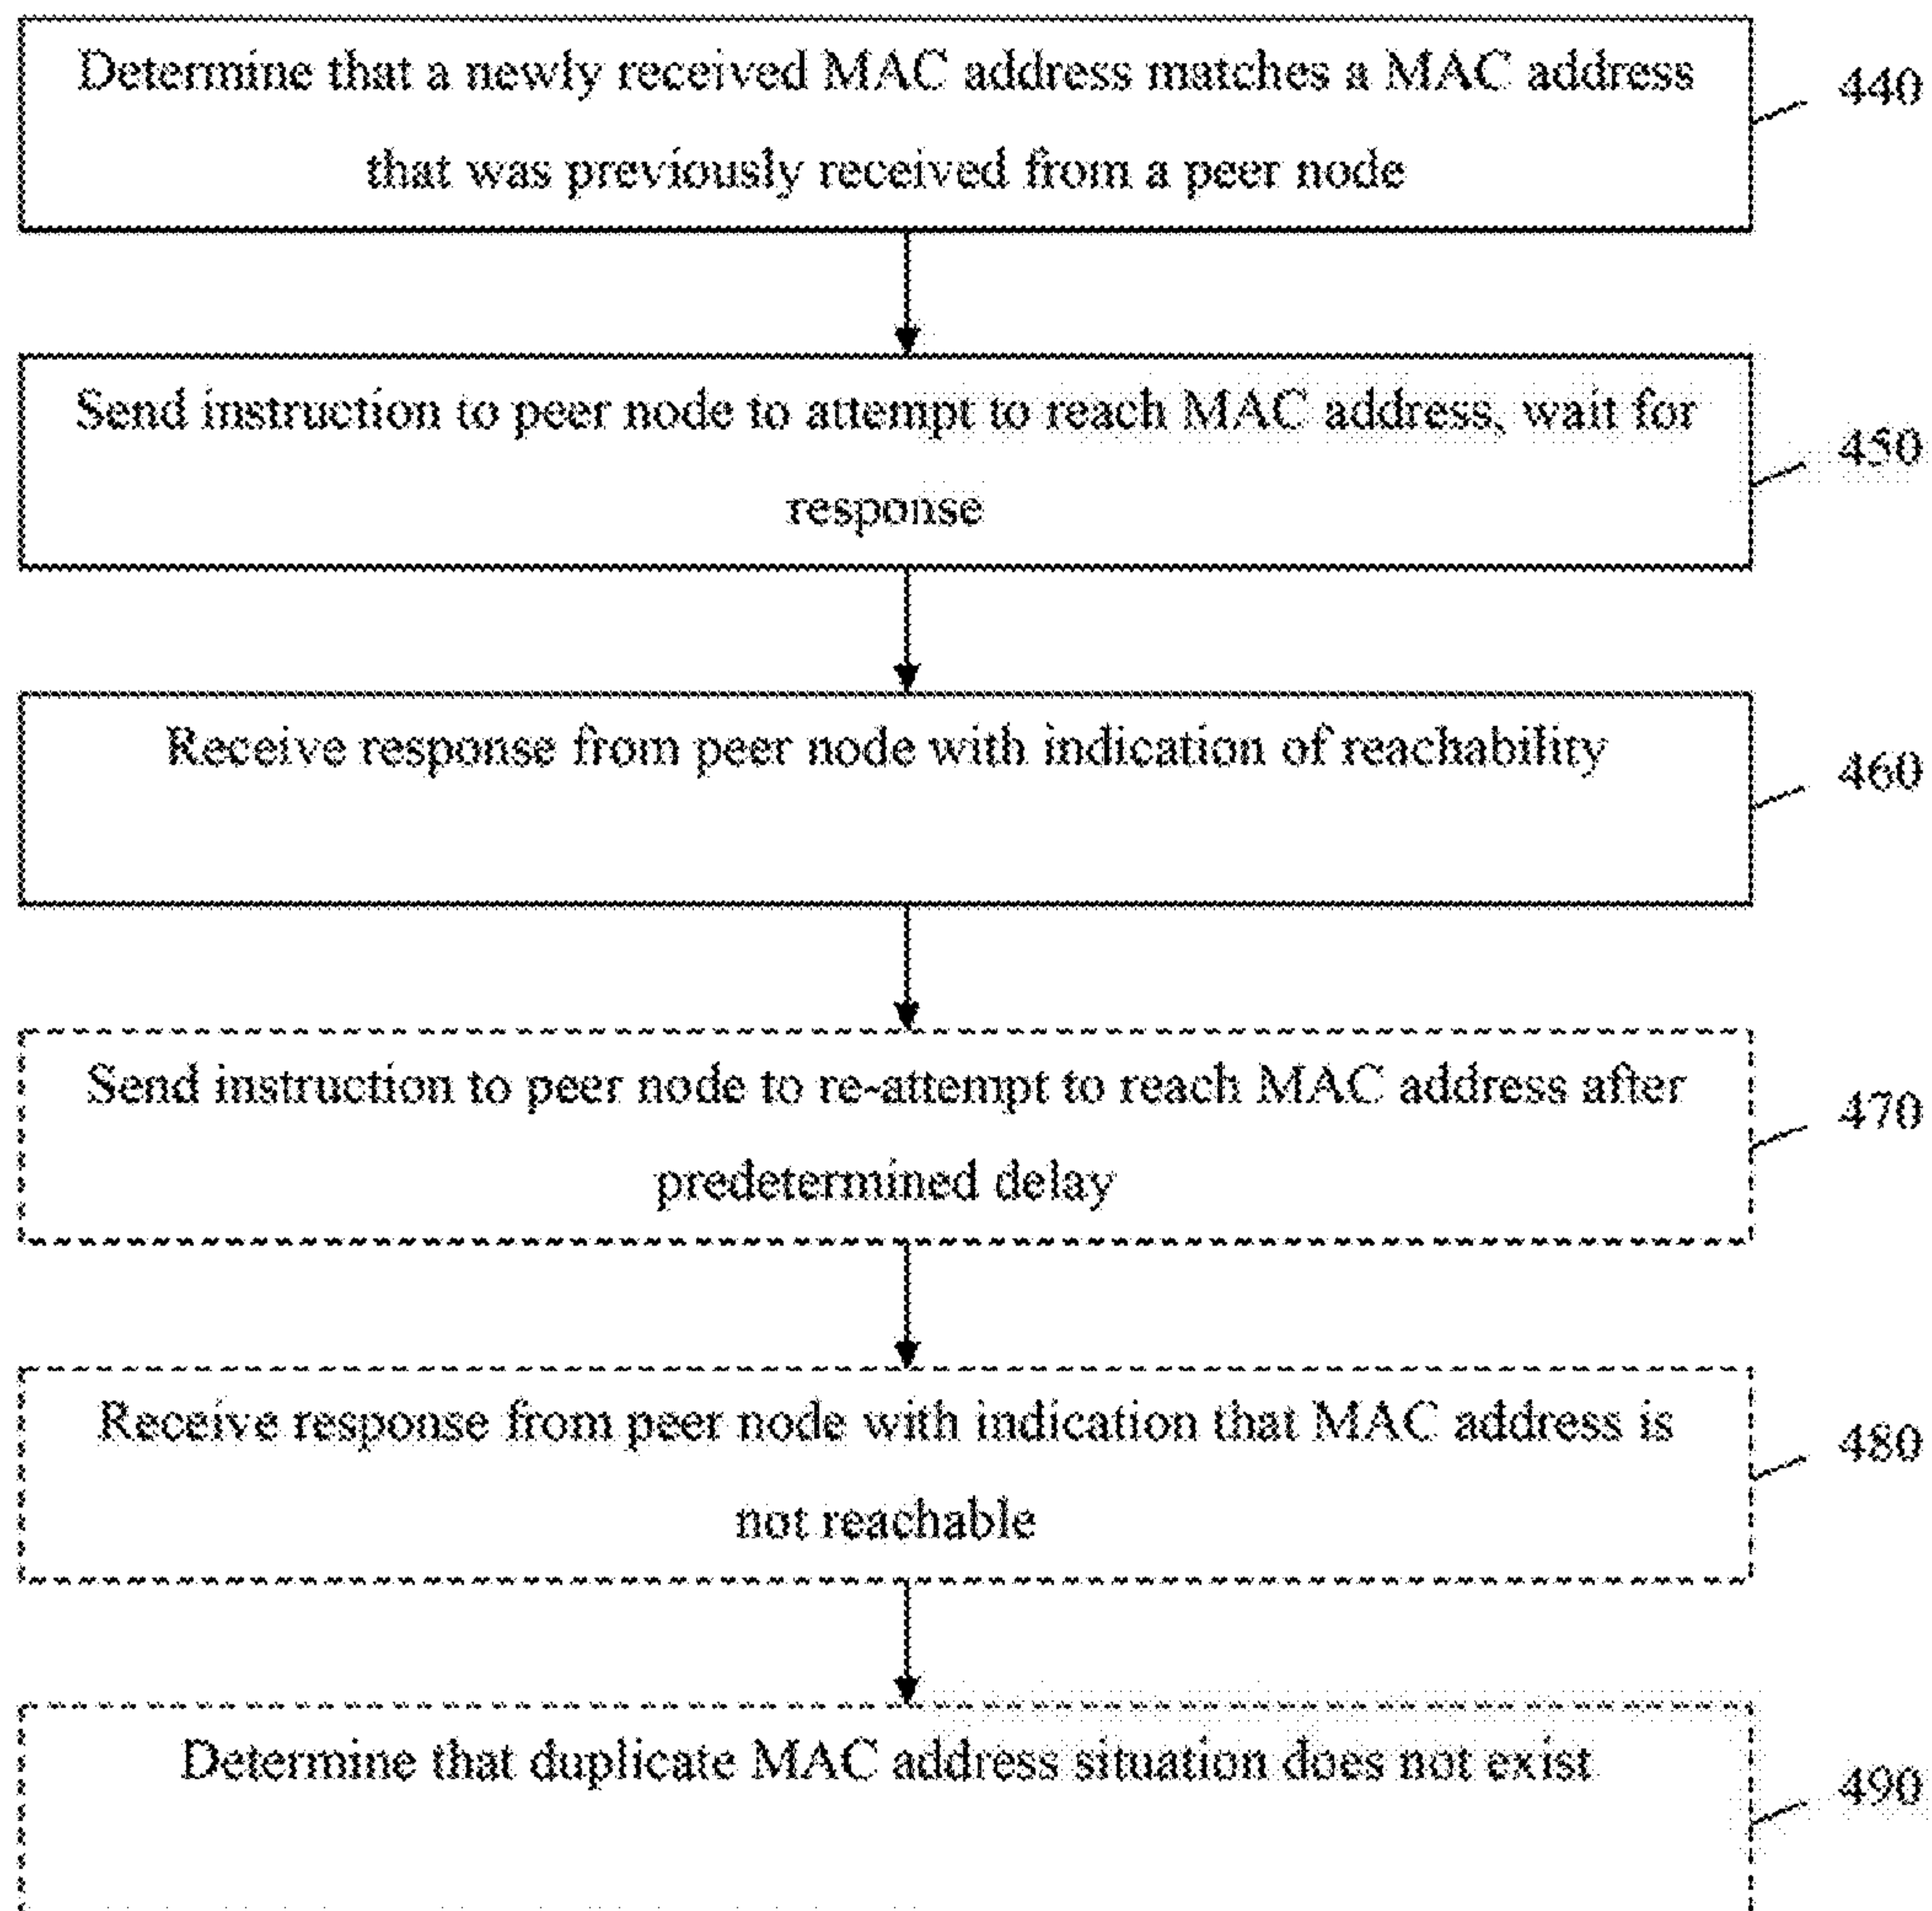 Determine that a newly received MAC address matches a MAC address
that was previously received from a peer node
440
Send instruction to peer node to attempt to reach MAC address, wait for
response
450
Receive response from peer node with indication of reachability
460
Send instruction to peer node to re-attempt to reach MAC address after
predetermined delay
470
Receive response from peer node with indication that MAC address is
not reachable
480
Determine that duplicate MAC address situation does not exist
490